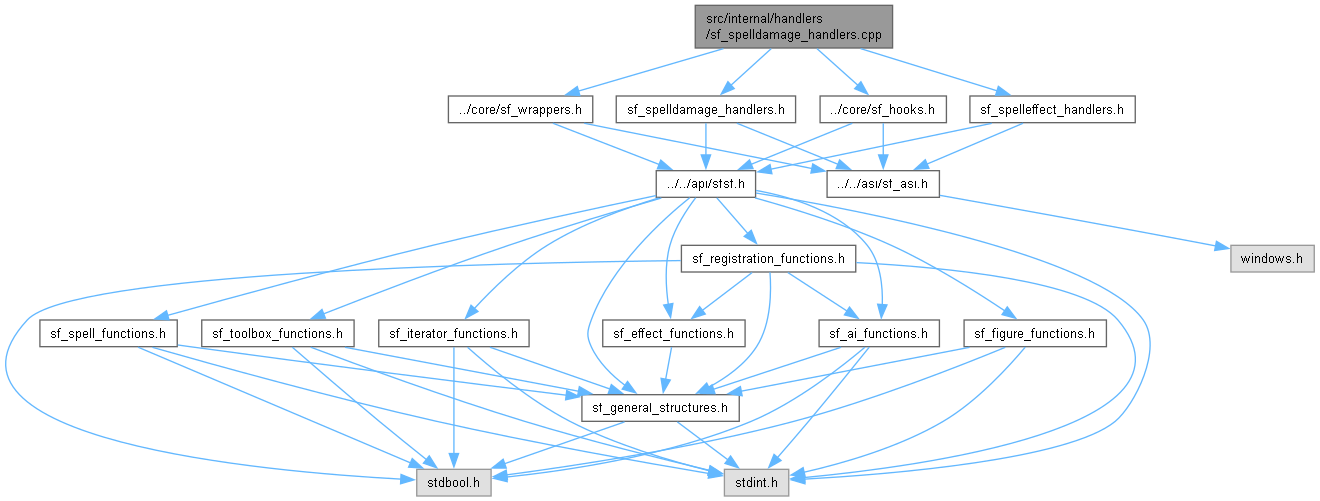 src/internal/handlers
/sf_spelldamage_handlers.cpp
../core/sf_wrappers.h
sf_spelldamage_handlers.h
../core/sf_hooks.h
sf_spelleffect_handlers.h
../../api/sfsf.h
../../asi/sf_asi.h
sf_registration_functions.h
windows.h
sf_spell_functions.h
sf_toolbox_functions.h
sf_iterator_functions.h
sf_effect_functions.h
sf_ai_functions.h
sf_figure_functions.h
sf_general_structures.h
stdbool.h
stdint.h